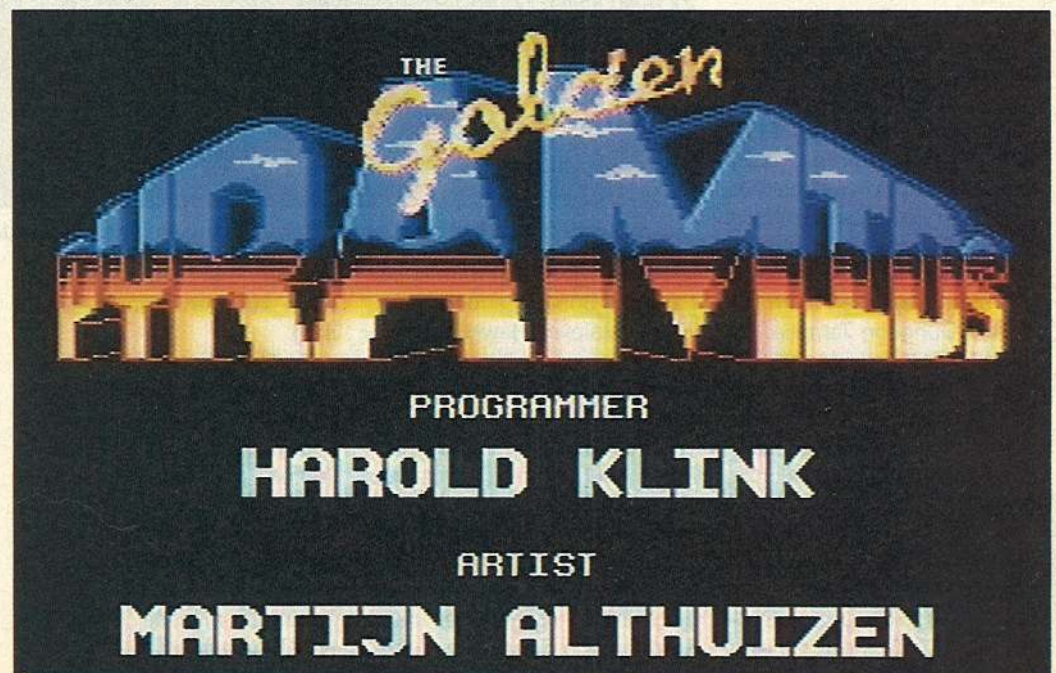 THE
Golden
PROGRAMMER
HAROLD KLINK
ARTIST
MARTIJN ALTHUIZEN